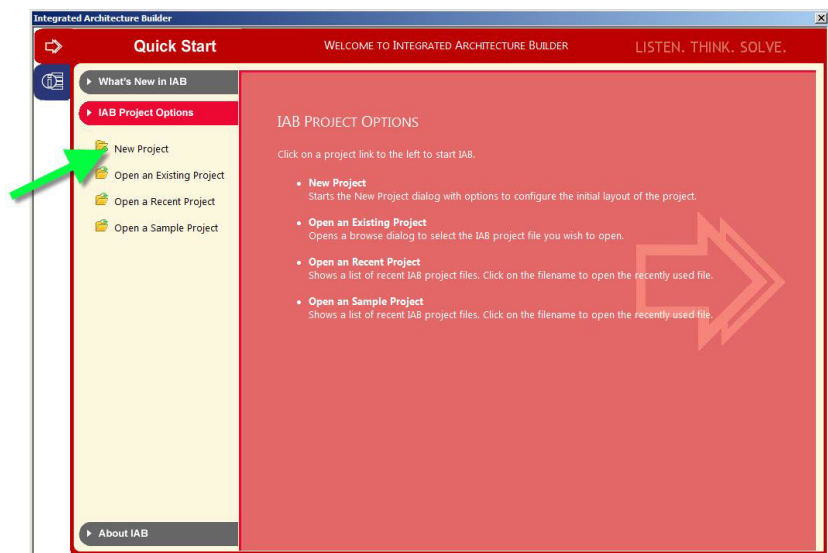 Integrated Architecture Builder
Quick Start
WELCOME TO INTEGRATED ARCHITECTURE BUILDER
LISTEN. THINK. SOLVE.
What's New in IAB
IAB Project Options
New Project
Open an Existing Project
Open a Recent Project
Open a Sample Project
About IAB
IAB PROJECT OPTIONS
Click on a project link to the left to start IAB.
• New Project
Starts the New Project dialog with options to configure the initial layout of the project.
• Open an Existing Project
Opens a browse dialog to select the IAB project file you wish to open.
• Open an Recent Project
Shows a list of recent IAB project files. Click on the filename to open the recently used file.
• Open an Sample Project
Shows a list of recent IAB project files. Click on the filename to open the recently used file.